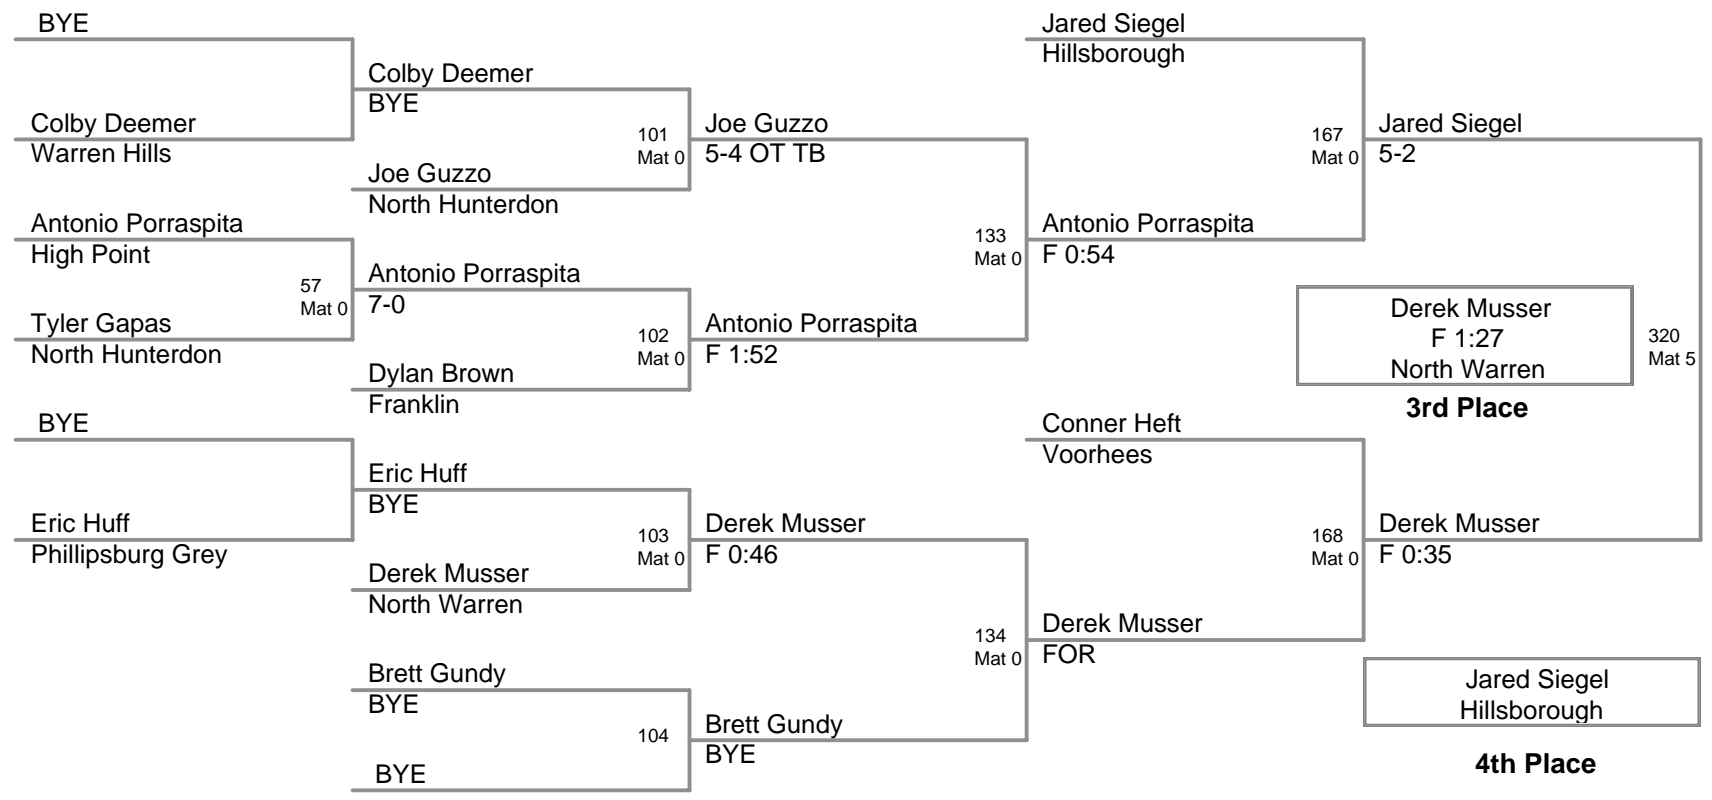 BYE
Colby Deemer
Warren Hills
Antonio Porraspita
High Point
57
Mat 0
Tyler Gapas
North Hunterdon
BYE
Eric Huff
Phillipsburg Grey
Colby Deemer
BYE
101
Mat 0
Joe Guzzo
North Hunterdon
Antonio Porraspita
7-0
102
Mat 0
Dylan Brown
Franklin
Eric Huff
BYE
103
Mat 0
Derek Musser
North Warren
Brett Gundy
BYE
104
BYE
Joe Guzzo
5-4 OT TB
133
Mat 0
Antonio Porraspita
F 1:52
Derek Musser
F 0:46
134
Mat 0
Brett Gundy
BYE
Jared Siegel
Hillsborough
167
Mat 0
Antonio Porraspita
F 0:54
Conner Heft
Voorhees
168
Mat 0
Derek Musser
FOR
Jared Siegel
5-2
Derek Musser
F 1:27
North Warren
3rd Place
320
Mat 5
Derek Musser
F 0:35
Jared Siegel
Hillsborough
4th Place